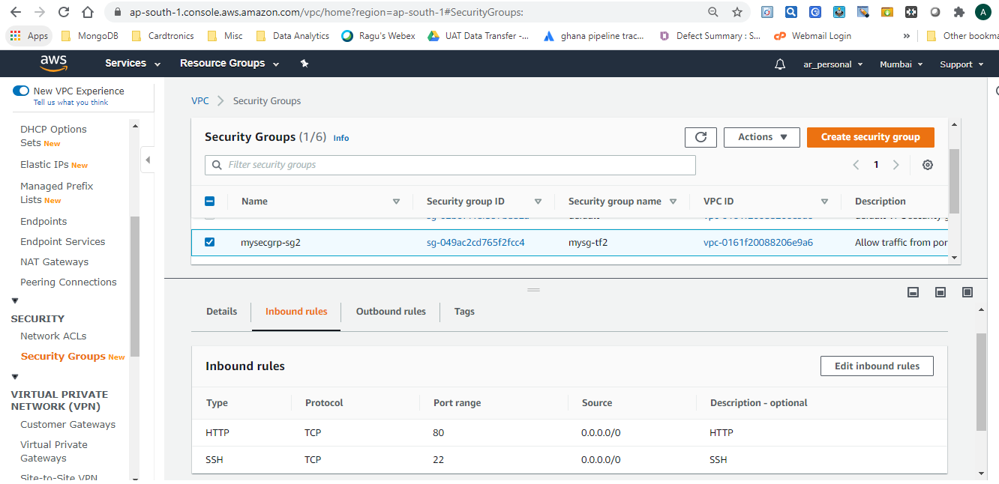 ap-south-1.console.aws.amazon.com/vpc/home?region=ap-south-1#SecurityGroups:
A
Apps MongoDB Cardtronics Misc Data Analytics Ragu's Webex UAT Data Transfer -... ghana pipeline trac... Defect Summary : S... Webmail Login » Other bookma
aws Services Resource Groups ar_personal Mumbai Support
New VPC Experience
Tell us what you think
DHCP Options
Sets New
Elastic IPs New
Managed Prefix
Lists New
Endpoints
Endpoint Services
NAT Gateways
Peering Connections
SECURITY
Network ACLs
Security Groups New
VIRTUAL PRIVATE
NETWORK (VPN)
Customer Gateways
Virtual Private
Gateways
Site-to-Site VPN
VPC > Security Groups
Security Groups (1/6) Info
Actions
Create security group
Filter security groups
1
Name Security group ID Security group name VPC ID Description
mysecgrp-sg2 sg-049ac2cd765f2fcc4 mysg-tf2 vpc-0161f20088206e9a6 Allow traffic from por
Details Inbound rules Outbound rules Tags
Inbound rules
Edit inbound rules
Type Protocol Port range Source Description - optional
HTTP TCP 80 0.0.0.0/0 HTTP
SSH TCP 22 0.0.0.0/0 SSH